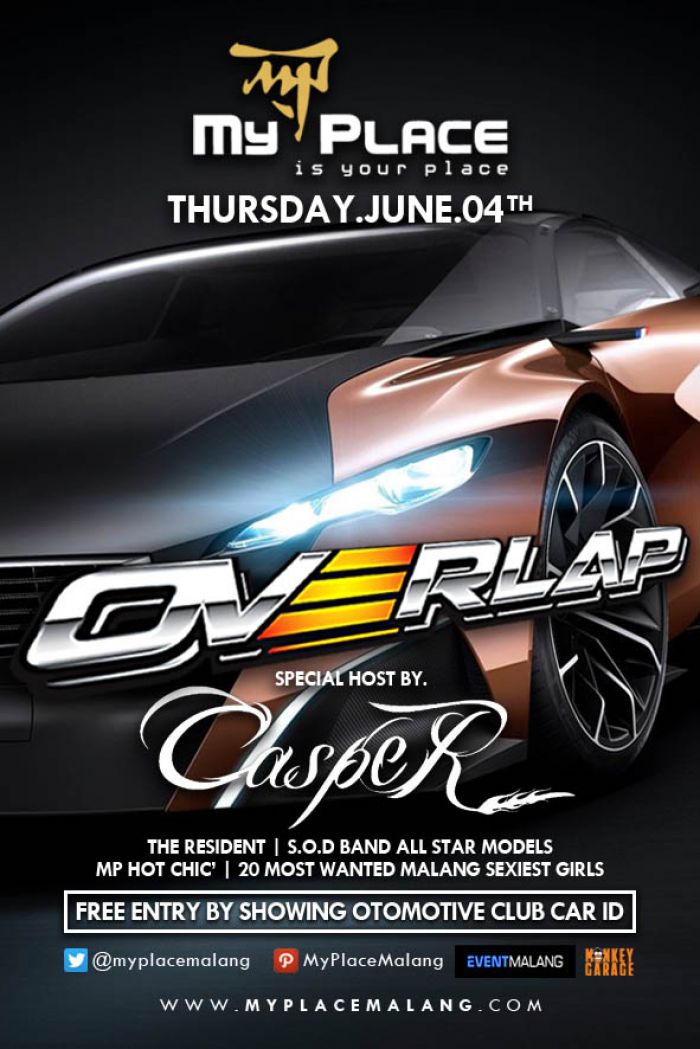 MP
MY PLACE
is your place
THURSDAY.JUNE.04TH
OVERLAP
SPECIAL HOST BY.
CaspeR
THE RESIDENT | S.O.D BAND ALL STAR MODELS
MP HOT CHIC' | 20 MOST WANTED MALANG SEXIEST GIRLS
FREE ENTRY BY SHOWING OTOMOTIVE CLUB CAR ID
@myplacemalang MyPlaceMalang EVENTMALANG MONKEY GARAGE
WWW.MYPLACEMALANG.COM